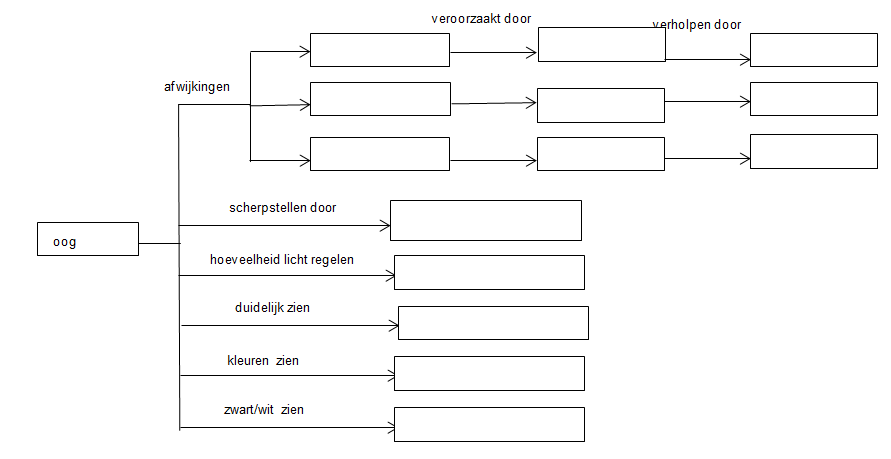 veroorzaakt door
verholpen door
afwijkingen
scherpstellen door
oog
hoeveelheid licht regelen
duidelijk zien
kleuren zien
zwart/wit zien